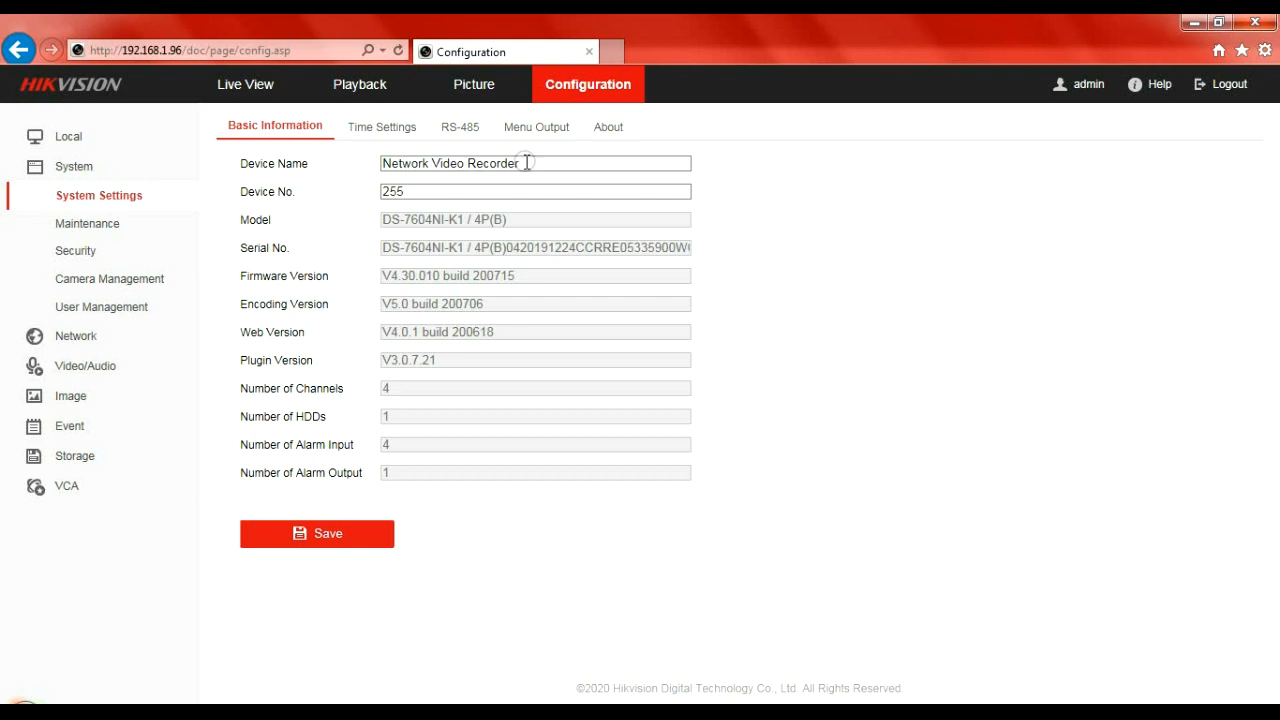 http://192.168.1.96/doc/page/config.asp
Configuration
HIKVISION
Live View
Playback
Picture
Configuration
admin
Help
Logout
Local
System
System Settings
Maintenance
Security
Camera Management
User Management
Network
Video/Audio
Image
Event
Storage
VCA
Basic Information
Time Settings
RS-485
Menu Output
About
Device Name Network Video Recorder
Device No. 255
Model DS-7604NI-K1 / 4P(B)
Serial No. DS-7604NI-K1 / 4P(B)0420191224CCRRE05335900W
Firmware Version V4.30.010 build 200715
Encoding Version V5.0 build 200706
Web Version V4.0.1 build 200618
Plugin Version V3.0.7.21
Number of Channels 4
Number of HDDs 1
Number of Alarm Input 4
Number of Alarm Output 1
Save
©2020 Hikvision Digital Technology Co., Ltd. All Rights Reserved.